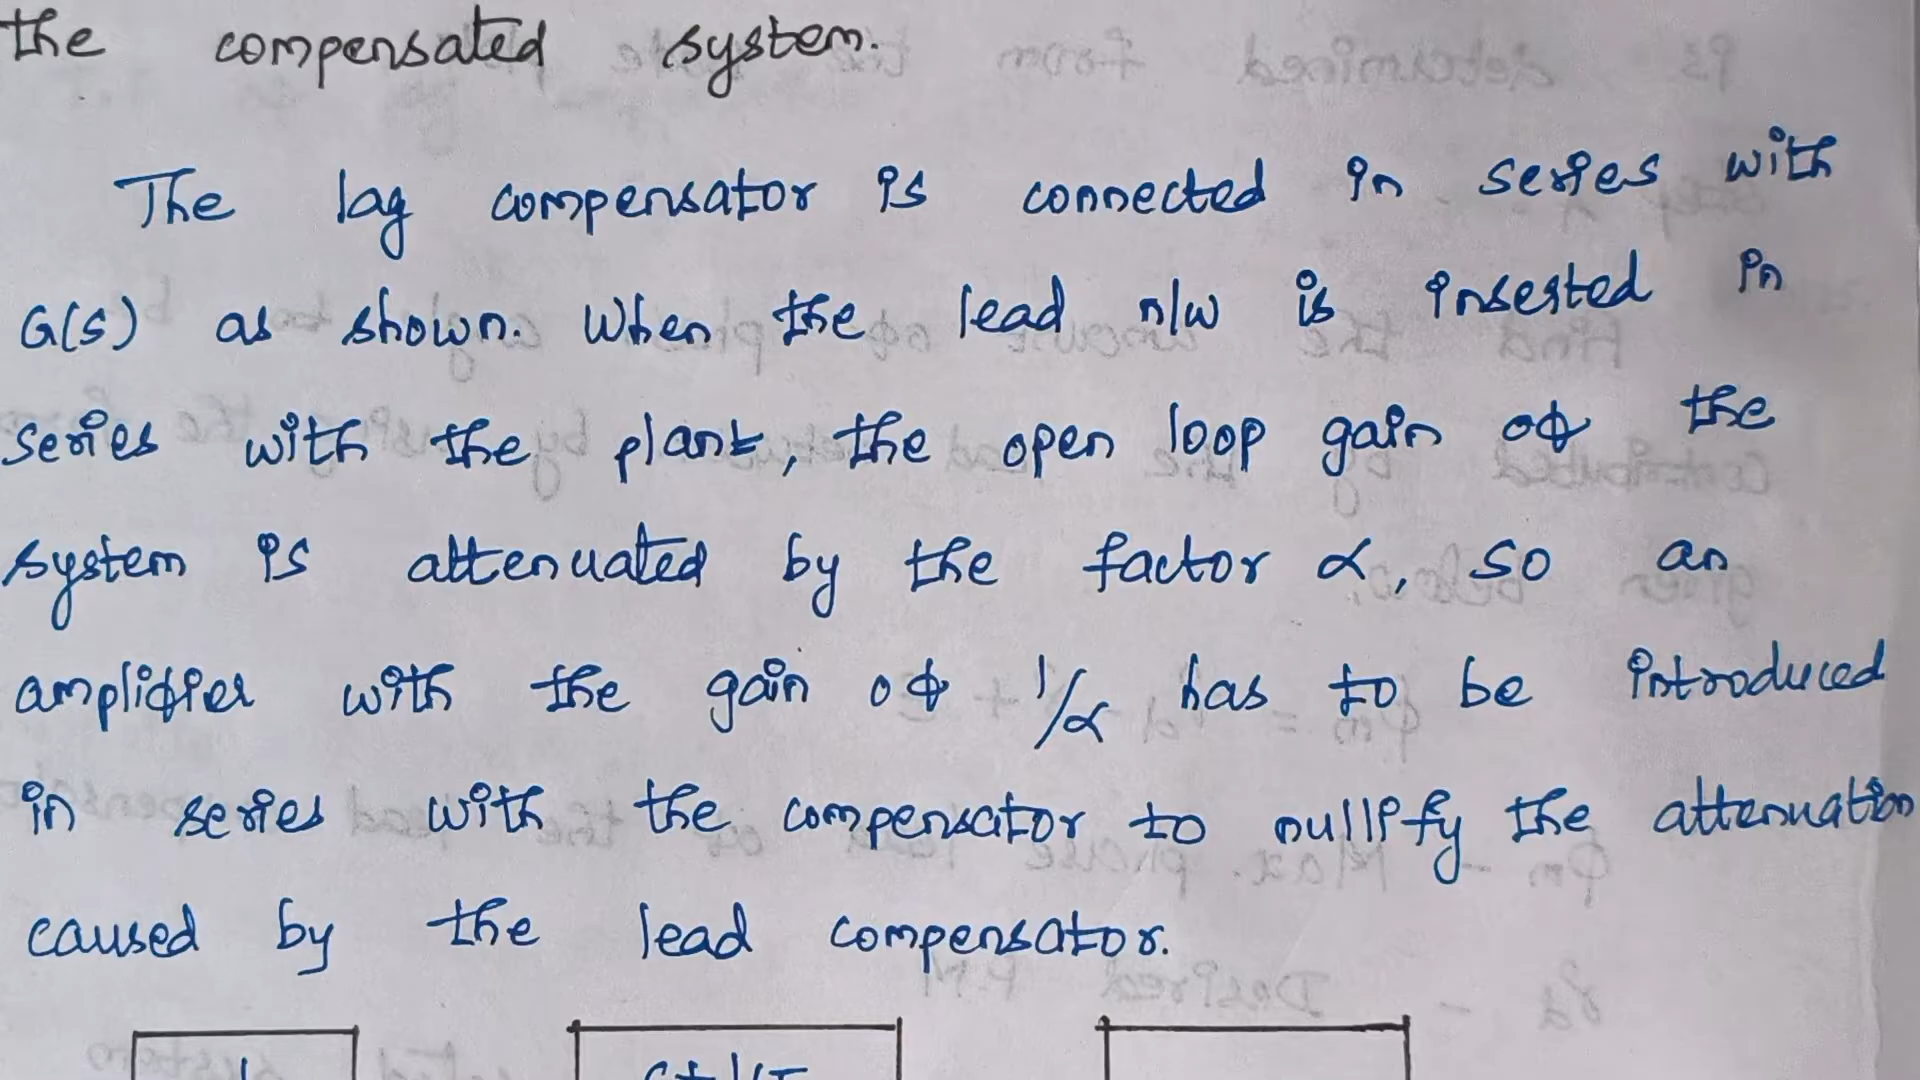 the compensated system.
The lag compensator is connected in series with
G(s) as shown. When the lead n/w is inserted in
series with the plant, the open loop gain of the
system is attenuated by the factor α, so an
amplifier with the gain of 1/α has to be introduced
in series with the compensator to nullify the attenuation
caused by the lead compensator.